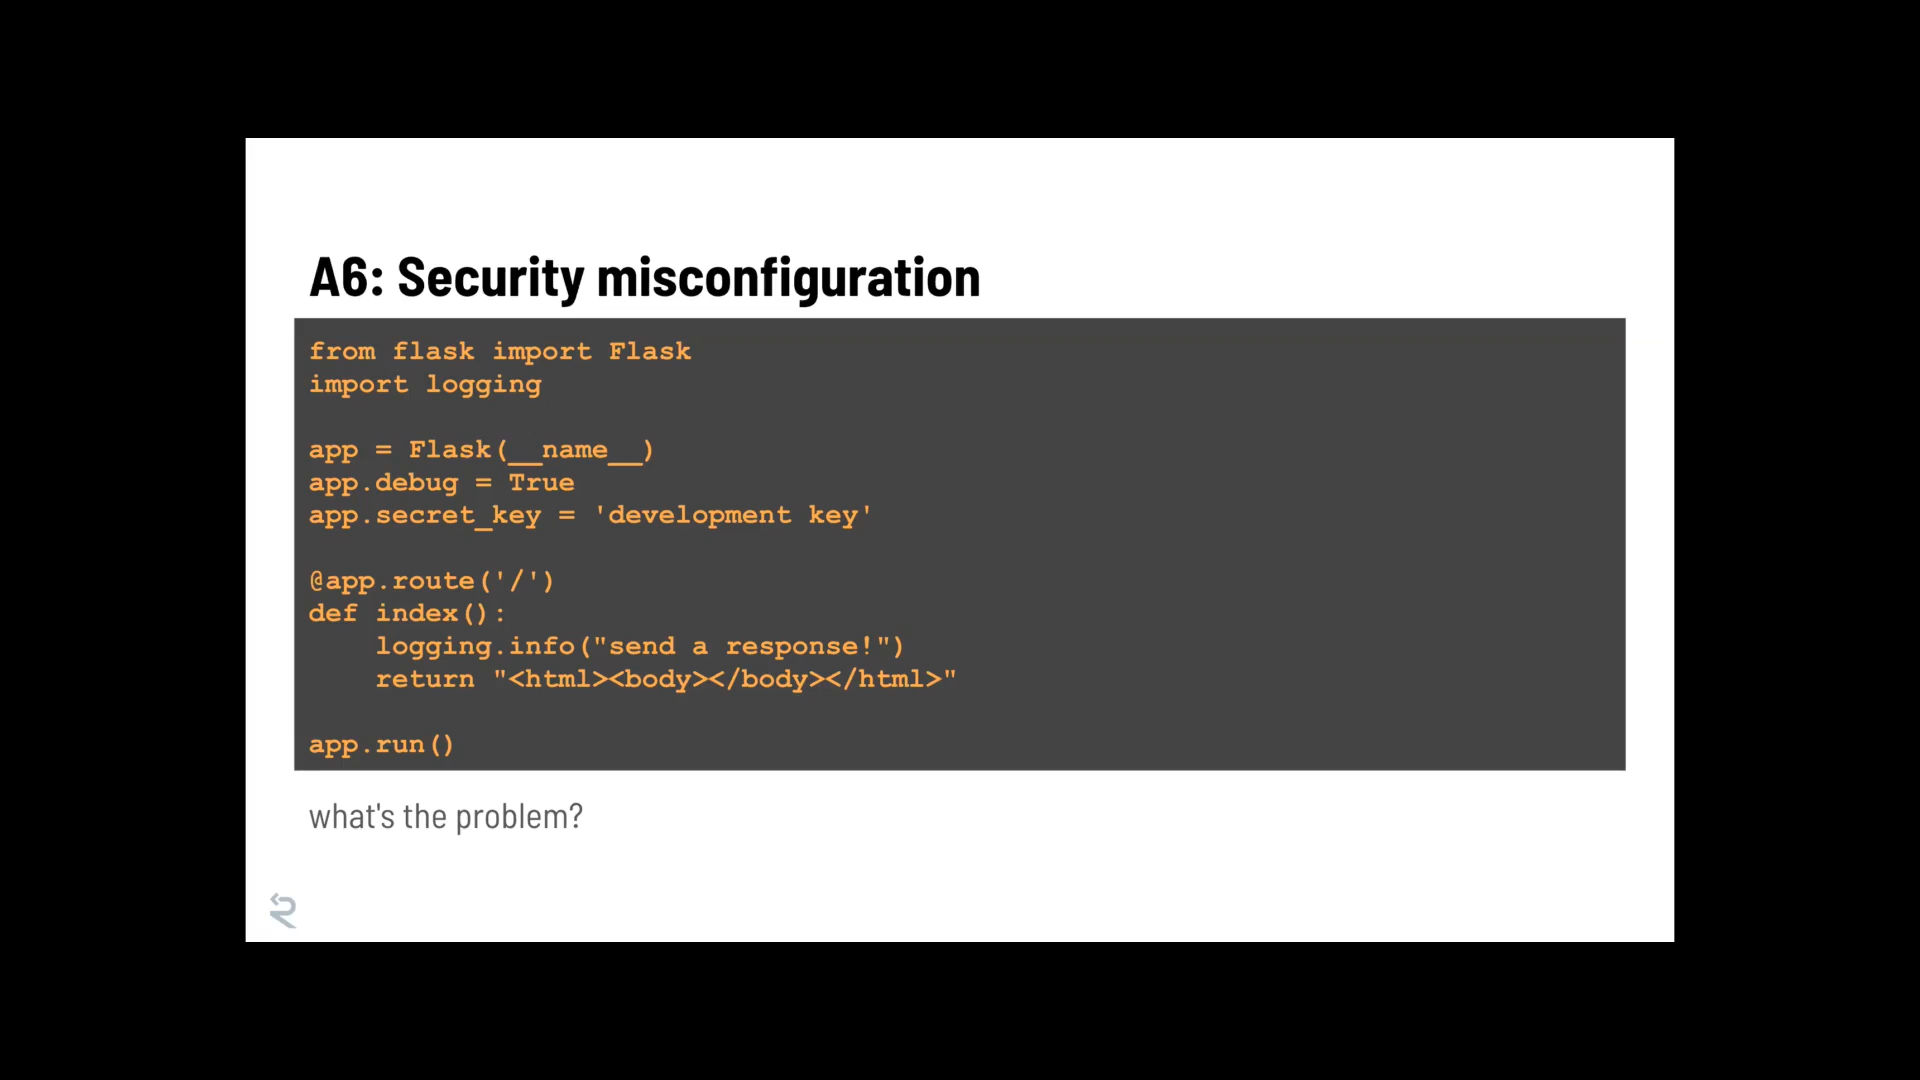 A6: Security misconfiguration
from flask import Flask
import logging
app = Flask(__name__)
app.debug = True
app.secret_key = 'development key'
@app.route('/')
def index():
    logging.info("send a response!")
    return "<html><body></body></html>"
app.run()
what's the problem?